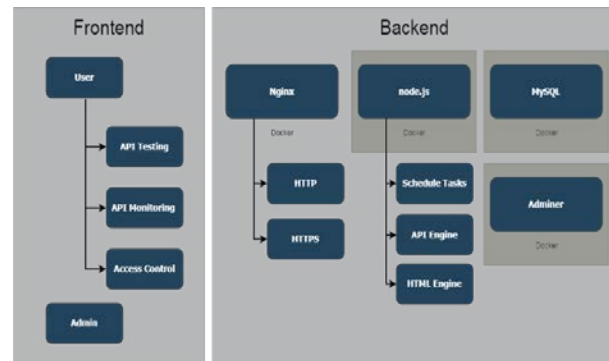 Frontend
User
API Testing
API Monitoring
Access Control
Admin
Backend
Nginx
Docker
HTTP
HTTPS
node.js
Docker
Schedule Tasks
API Engine
HTML Engine
MySQL
Docker
Adminer
Docker